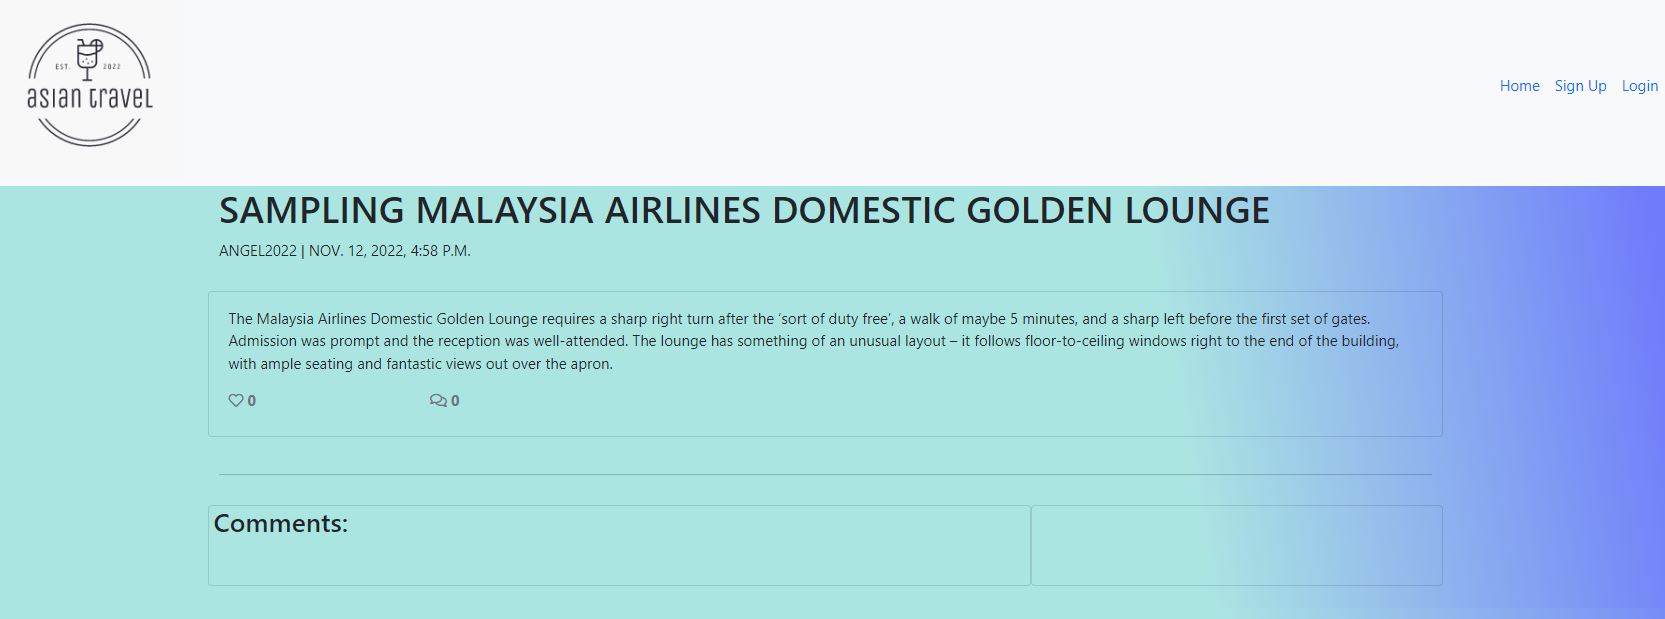 EST. 2022
asian travel
Home Sign Up Login
SAMPLING MALAYSIA AIRLINES DOMESTIC GOLDEN LOUNGE
ANGEL2022 | NOV. 12, 2022, 4:58 P.M.
The Malaysia Airlines Domestic Golden Lounge requires a sharp right turn after the ‘sort of duty free’, a walk of maybe 5 minutes, and a sharp left before the first set of gates.
Admission was prompt and the reception was well-attended. The lounge has something of an unusual layout – it follows floor-to-ceiling windows right to the end of the building,
with ample seating and fantastic views out over the apron.
0 0
Comments: